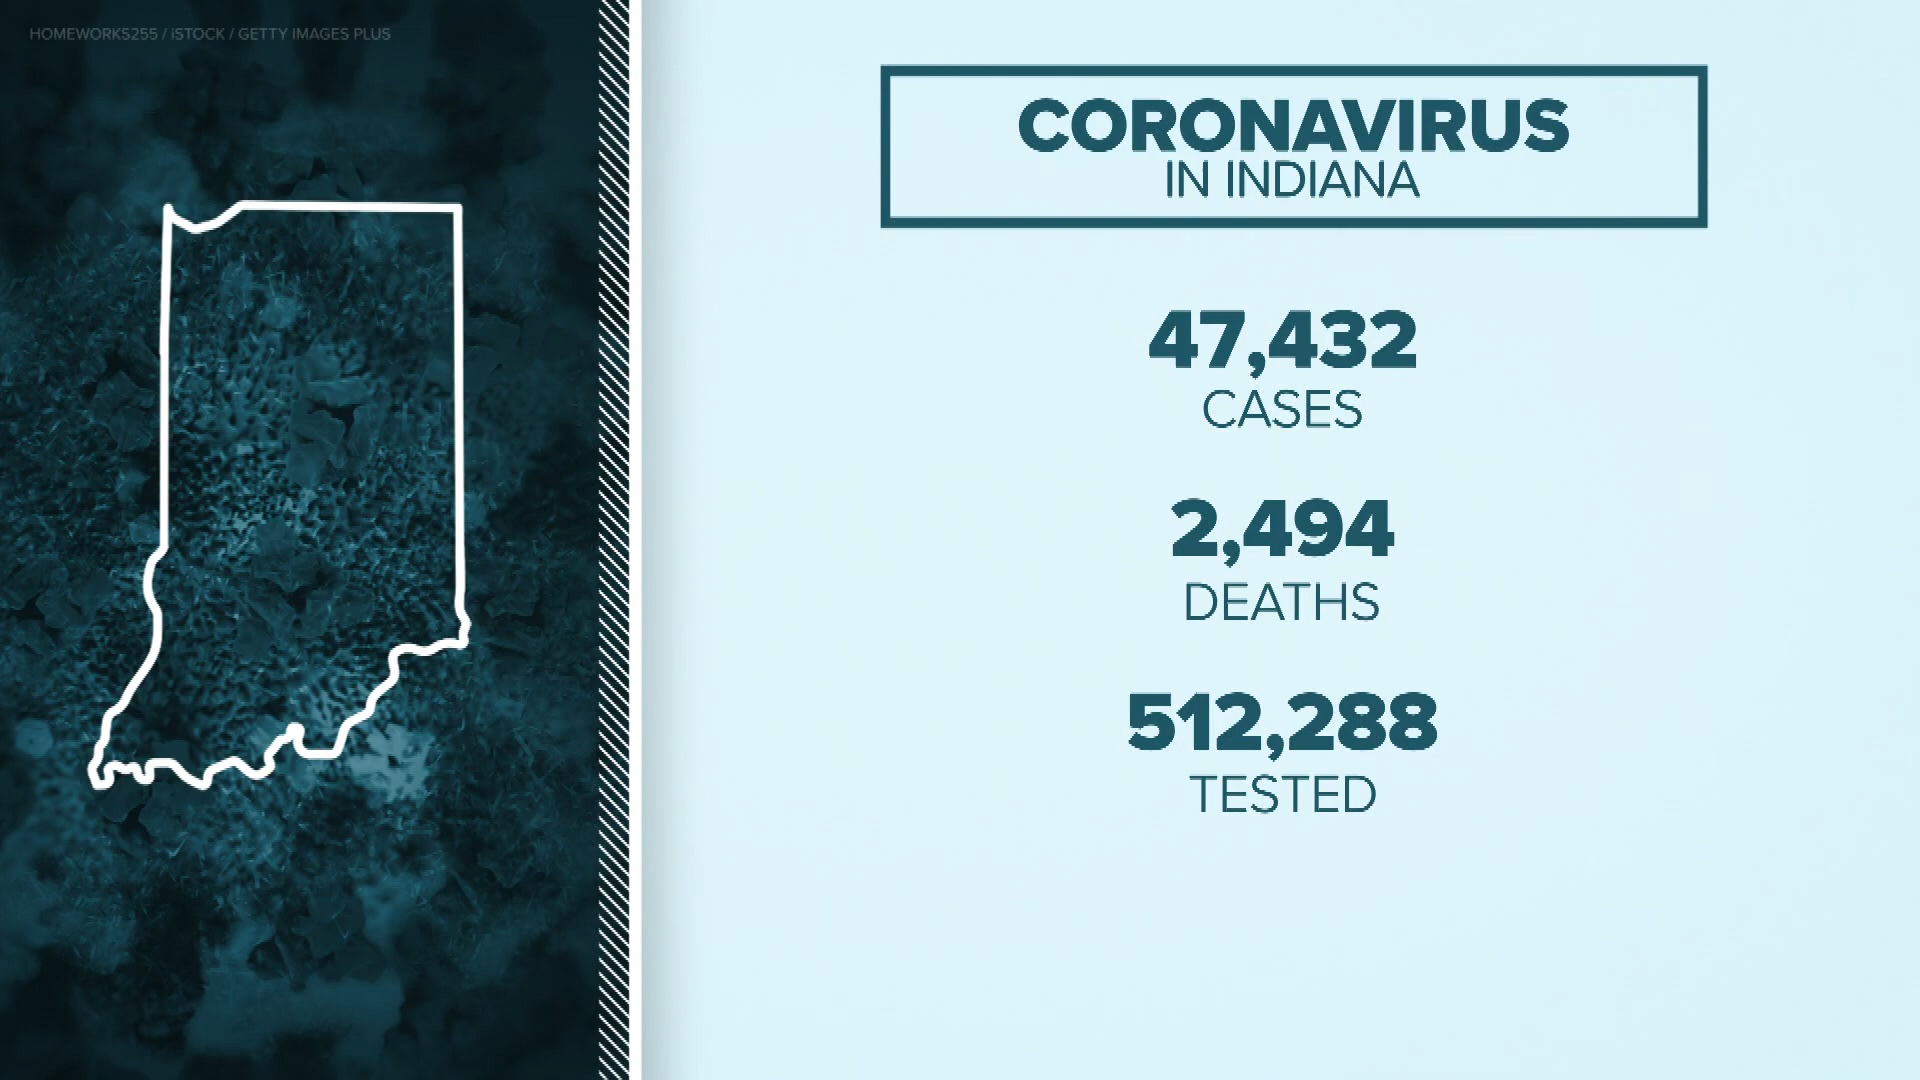 HOMEWORKS255 / iSTOCK / GETTY IMAGES PLUS
CORONAVIRUS
IN INDIANA
47,432
CASES
2,494
DEATHS
512,288
TESTED